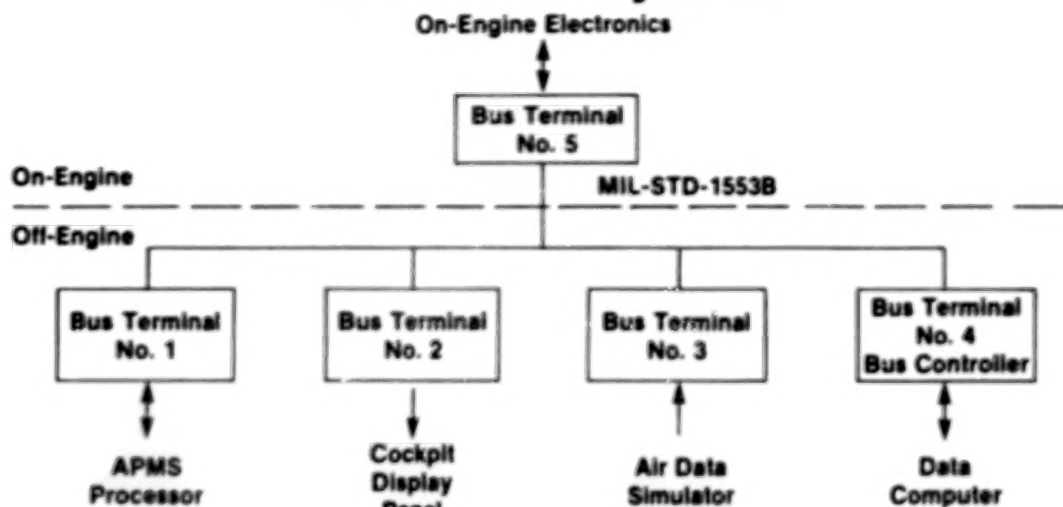 On-Engine Electronics
Bus Terminal
No. 5
On-Engine
MIL-STD-1553B
Off-Engine
Bus Terminal
No. 1
Bus Terminal
No. 2
Bus Terminal
No. 3
Bus Terminal
No. 4
Bus Controller
APMS
Processor
Cockpit
Display
Air Data
Simulator
Data
Computer